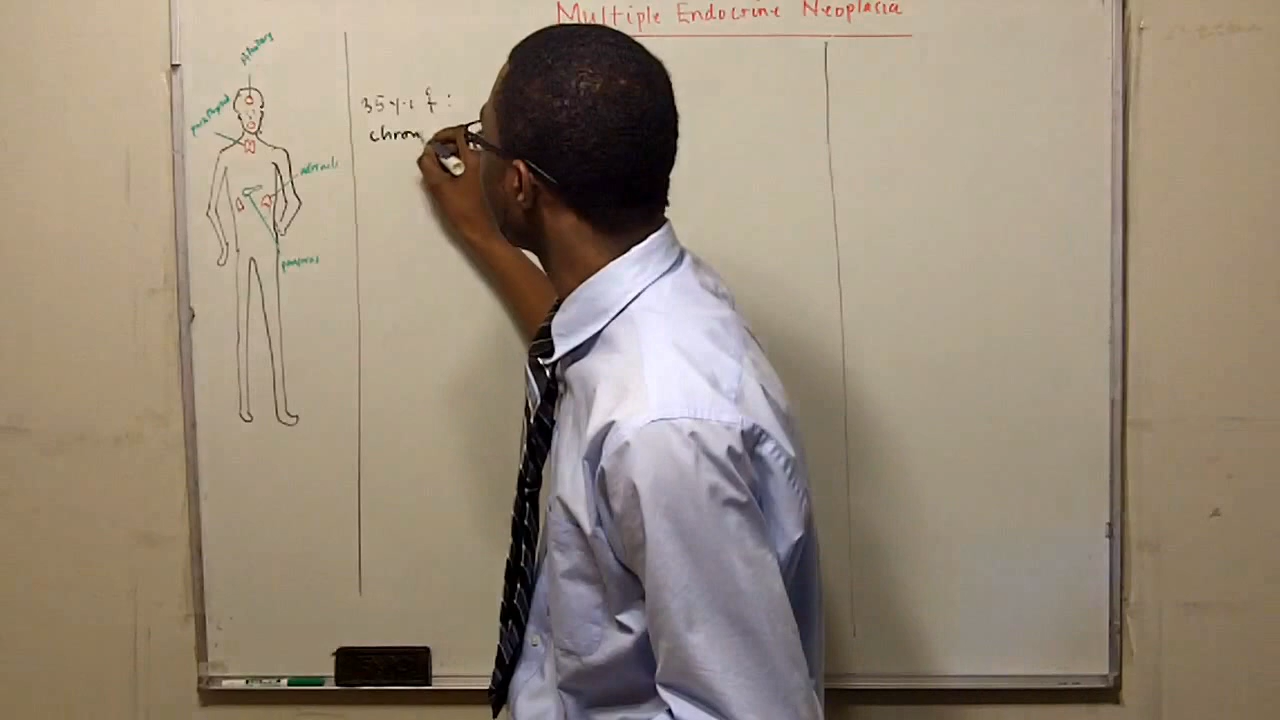 Multiple Endocrine Neoplasia
Pituitary
parathyroid
35 y.o f :
chron
adrenals
pancreas